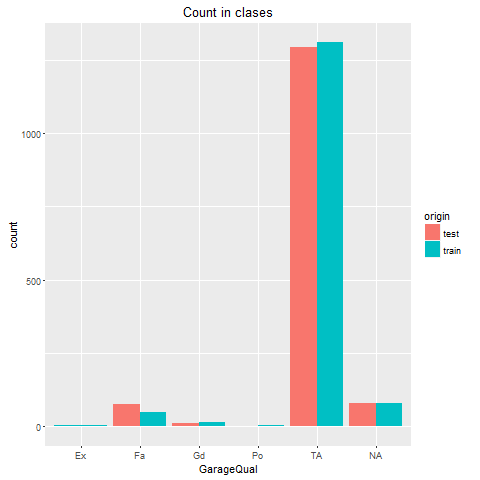 Count in clases
count
1000
500
0
Ex Fa Gd Po TA NA
GarageQual
origin
test
train